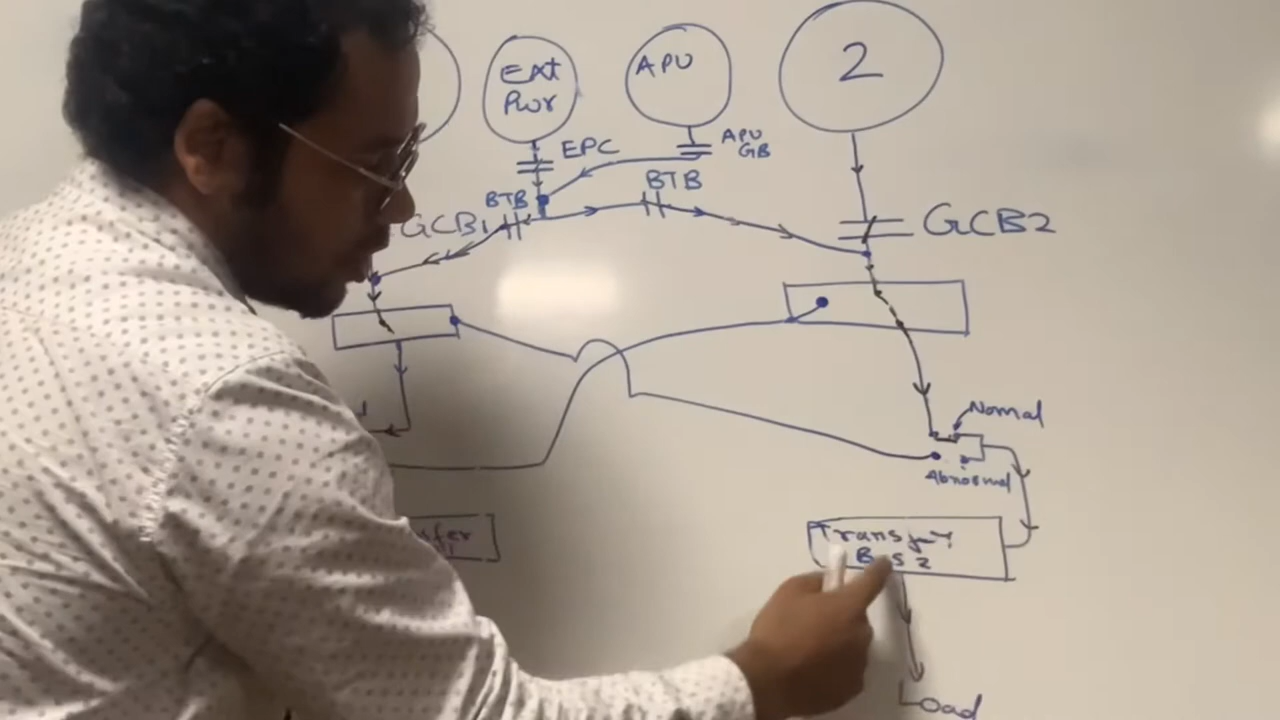 EXt
Pwr
APU
2
EPC
APU
GB
BTB
BTB
GCB1
GCB2
Normal
Abnormal
Transfer
Bus 2
Load